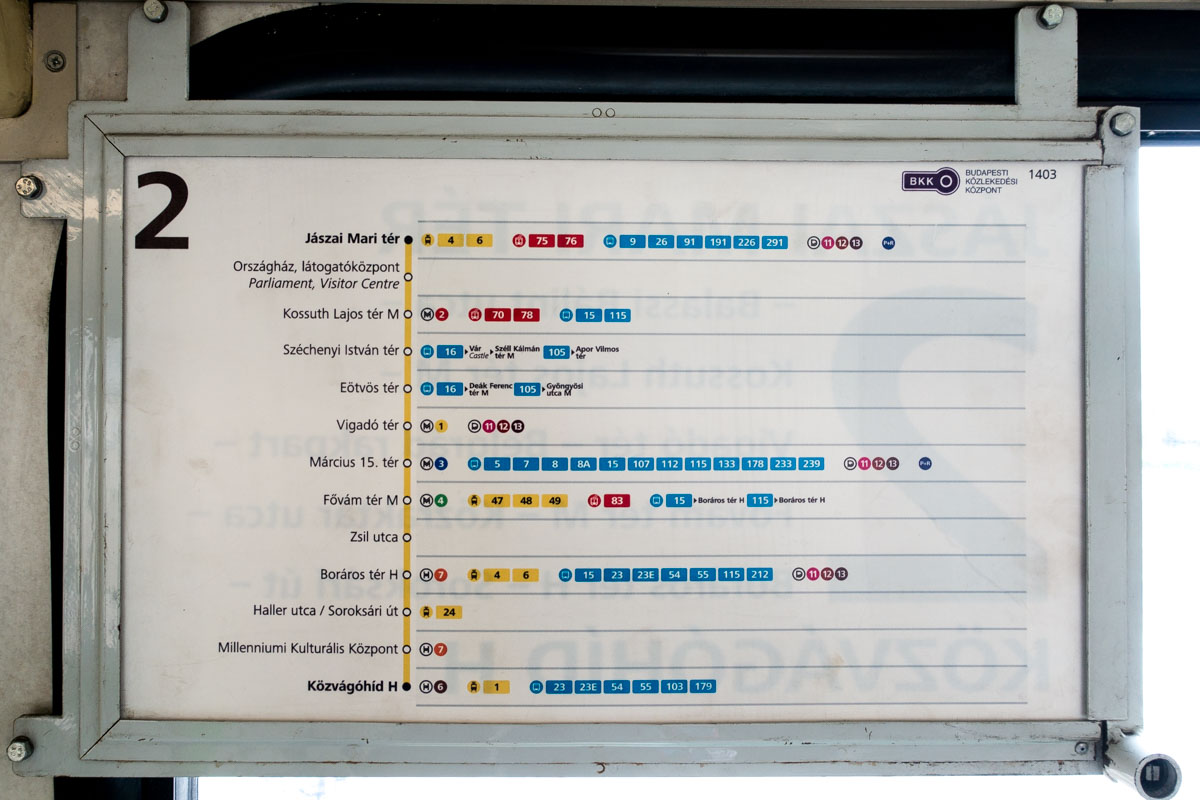 2
BKK
BUDAPESTI
KÖZLEKEDÉSI
KÖZPONT
1403
Jászai Mari tér 4 6 75 76 9 26 91 191 226 291 D 11 12 13 P+R
Országház, látogatóközpont
Parliament, Visitor Centre
Kossuth Lajos tér M M 2 70 78 15 115
Széchenyi István tér 16 Vár Castle Széll Kálmán tér M 105 Apor Vilmos tér
Eötvös tér 16 Deák Ferenc tér M 105 Gyöngyösi utca M
Vigadó tér M 1 D 11 12 13
Március 15. tér M 3 5 7 8 8A 15 107 112 115 133 178 233 239 D 11 12 13 P+R
Fővám tér M M 4 47 48 49 83 15 Boráros tér H 115 Boráros tér H
Zsil utca
Boráros tér H H 7 4 6 15 23 23E 54 55 115 212 D 11 12 13
Haller utca / Soroksári út 24
Millenniumi Kulturális Központ H 7
Közvágóhíd H H 6 1 23 23E 54 55 103 179